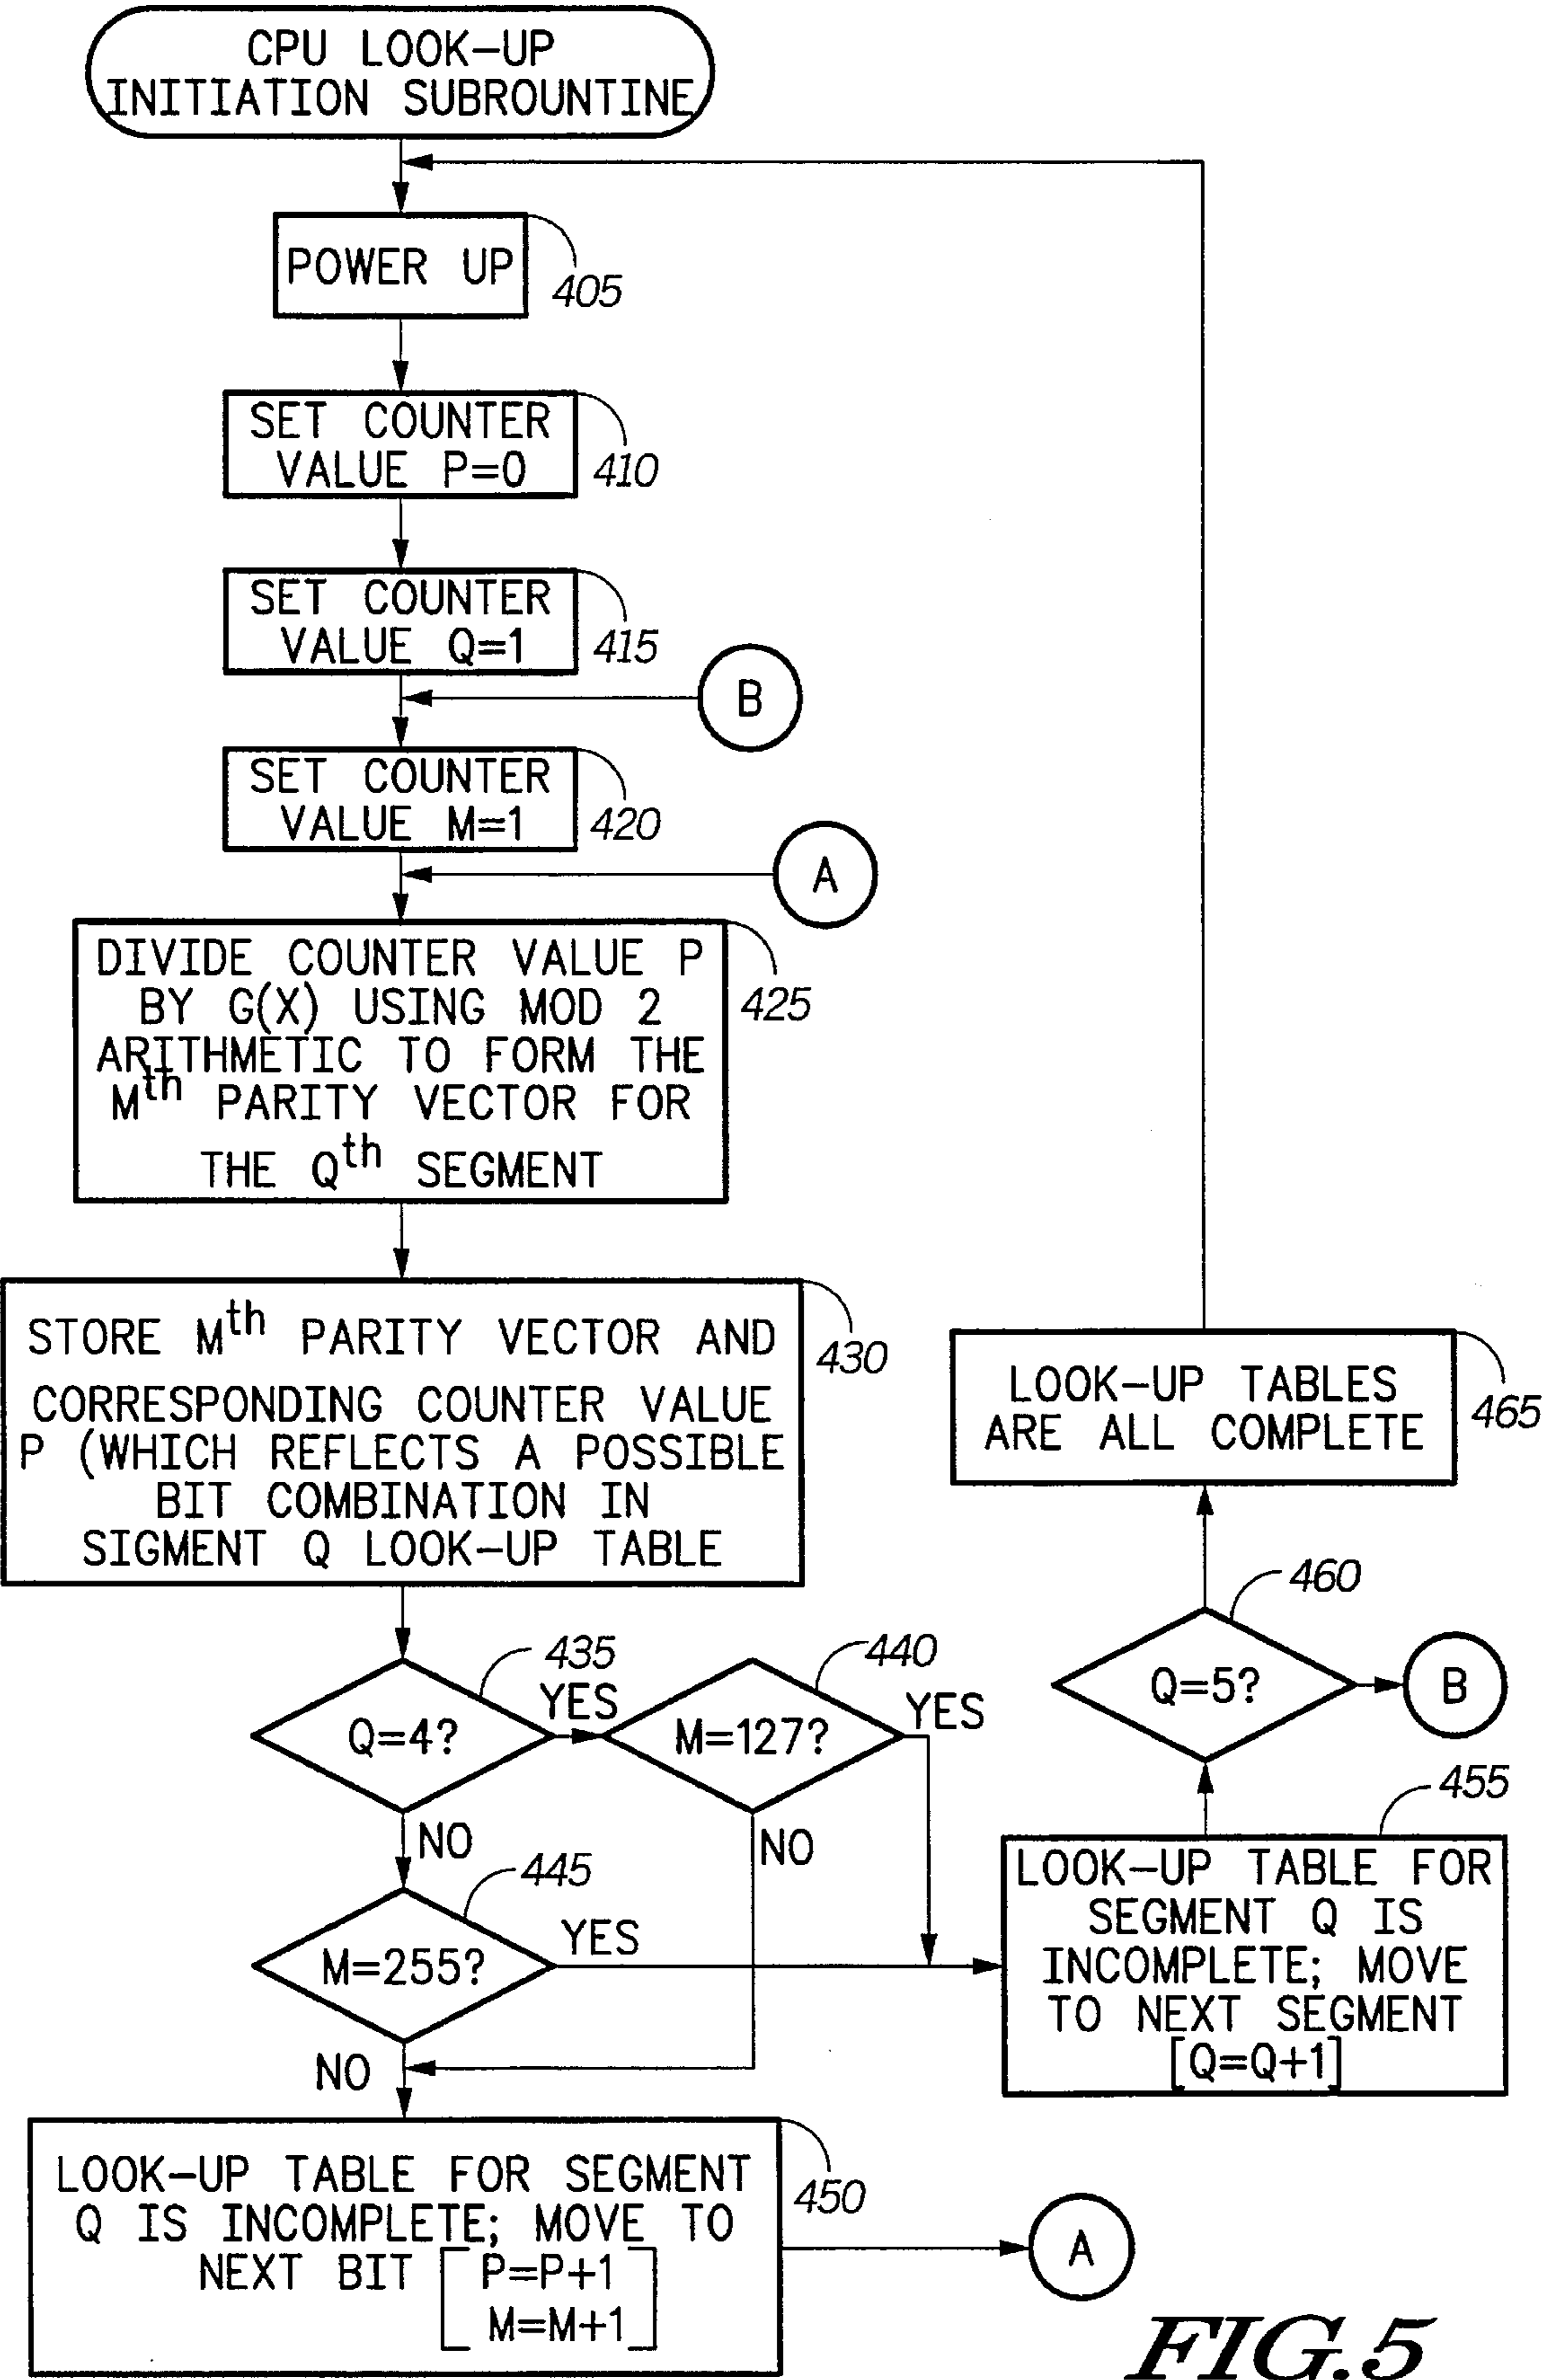 CPU LOOK-UP
INITIATION SUBROUNTINE
POWER UP
405
SET COUNTER
VALUE P=0
410
SET COUNTER
VALUE Q=1
415
B
SET COUNTER
VALUE M=1
420
A
DIVIDE COUNTER VALUE P
BY G(X) USING MOD 2
ARITHMETIC TO FORM THE
Mth PARITY VECTOR FOR
THE Qth SEGMENT
425
STORE Mth PARITY VECTOR AND
CORRESPONDING COUNTER VALUE
P (WHICH REFLECTS A POSSIBLE
BIT COMBINATION IN
SIGMENT Q LOOK-UP TABLE
430
Q=4?
435
YES
NO
M=127?
440
YES
NO
M=255?
445
YES
NO
LOOK-UP TABLE FOR SEGMENT
Q IS INCOMPLETE; MOVE TO
NEXT BIT [P=P+1
M=M+1]
450
A
LOOK-UP TABLE FOR
SEGMENT Q IS
INCOMPLETE; MOVE
TO NEXT SEGMENT
[Q=Q+1]
455
Q=5?
460
B
LOOK-UP TABLES
ARE ALL COMPLETE
465
FIG.5